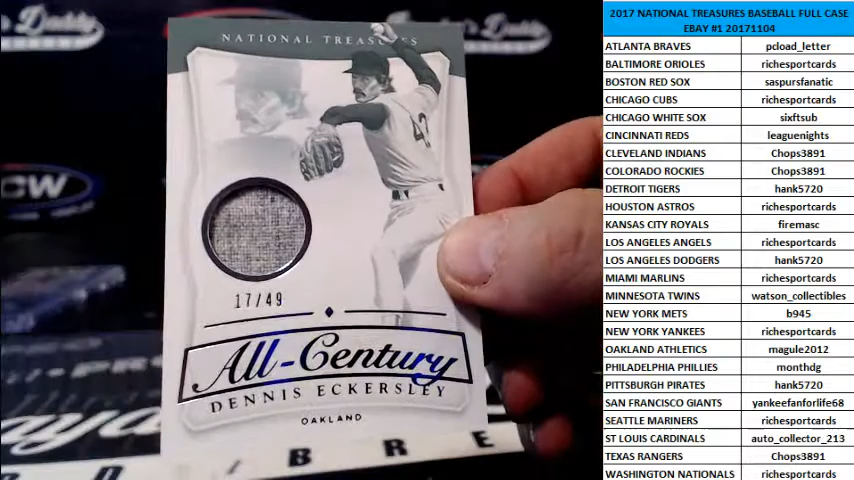 NATIONAL TREASURES
42
17/49
All-Century
DENNIS ECKERSLEY
OAKLAND
Daddy
CW
B R E
2017 NATIONAL TREASURES BASEBALL FULL CASE
EBAY #1 20171104
ATLANTA BRAVES pcload_letter
BALTIMORE ORIOLES richesportcards
BOSTON RED SOX saspursfanatic
CHICAGO CUBS richesportcards
CHICAGO WHITE SOX sixftsub
CINCINNATI REDS leaguenights
CLEVELAND INDIANS Chops3891
COLORADO ROCKIES Chops3891
DETROIT TIGERS hank5720
HOUSTON ASTROS richesportcards
KANSAS CITY ROYALS firemasc
LOS ANGELES ANGELS richesportcards
LOS ANGELES DODGERS hank5720
MIAMI MARLINS richesportcards
MINNESOTA TWINS watson_collectibles
NEW YORK METS b945
NEW YORK YANKEES richesportcards
OAKLAND ATHLETICS magule2012
PHILADELPHIA PHILLIES monthdg
PITTSBURGH PIRATES hank5720
SAN FRANCISCO GIANTS yankeefanforlife68
SEATTLE MARINERS richesportcards
ST LOUIS CARDINALS auto_collector_213
TEXAS RANGERS Chops3891
WASHINGTON NATIONALS richesportcards